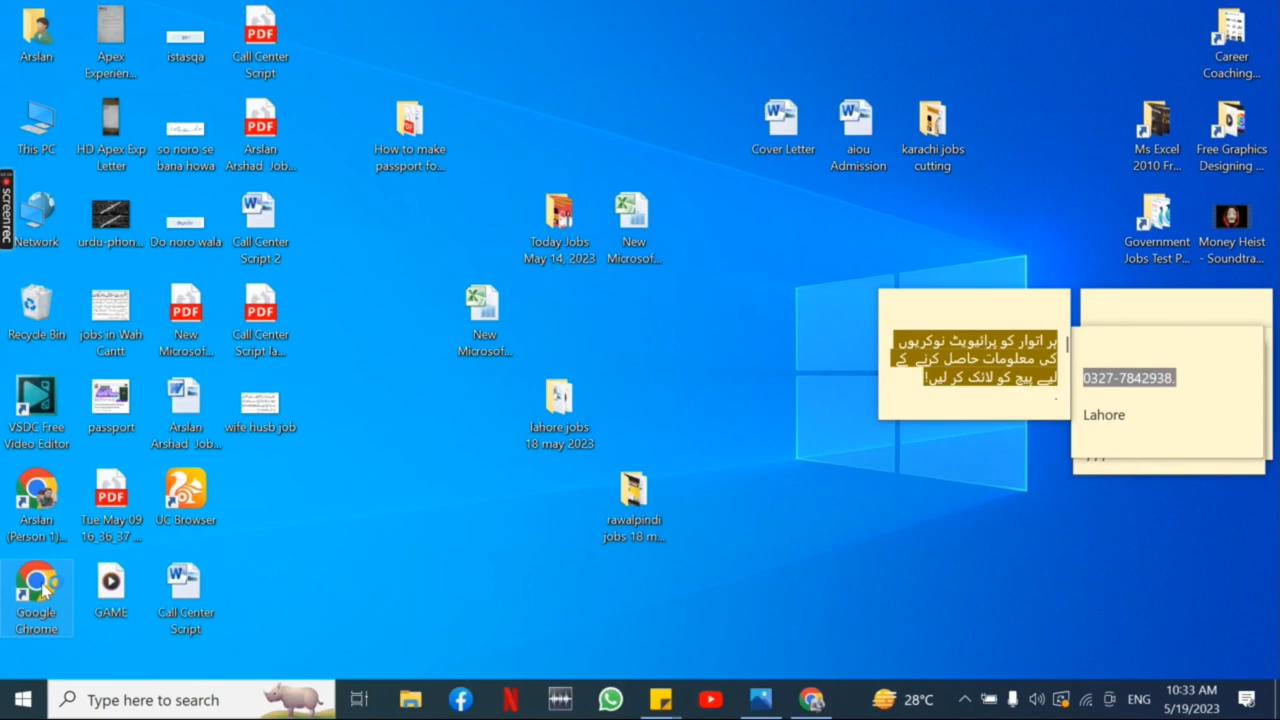 Arslan
Apex
Experien...
istasqa
Call Center
Script
Career
Coaching...
This PC
HD Apex Exp
Letter
so noro se
bana howa
Arslan
Arshad Job...
How to make
passport fo...
Cover Letter
aiou
Admission
karachi jobs
cutting
Ms Excel
2010 Fr...
Free Graphics
Designing ...
screenrec
Network
urdu-phon...
Do noro wala
Call Center
Script 2
Today Jobs
May 14, 2023
New
Microsof...
Government
Jobs Test P...
Money Heist
- Soundtra...
Recycle Bin
jobs in Wah
Cantt
New
Microsof...
Call Center
Script la...
New
Microsof...
ہر اتوار کو پرائیویٹ نوکریوں
کی معلومات حاصل کرنے کے
لیے پیج کو لائک کر لیں!
.
0327-7842938.
Lahore
VSDC Free
Video Editor
passport
Arslan
Arshad Job...
wife husb job
lahore jobs
18 may 2023
Arslan
(Person 1)...
Tue May 09
16_36_37 ...
UC Browser
rawalpindi
jobs 18 m...
Google
Chrome
GAME
Call Center
Script
PDF
PDF
PDF
PDF
PDF
Type here to search
28°C
ENG
10:33 AM
5/19/2023